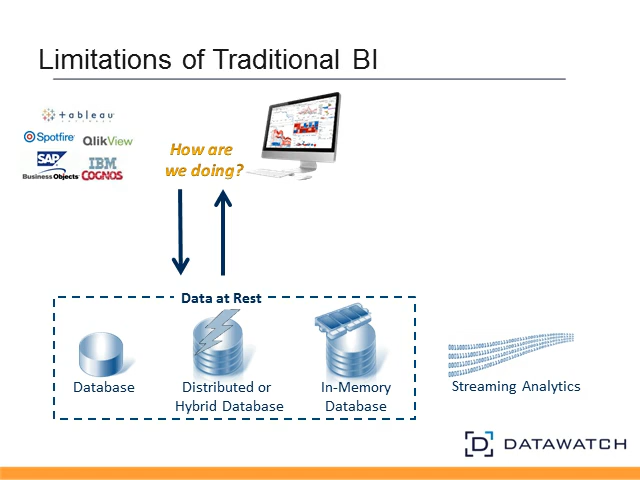 Limitations of Traditional BI
tableau
Spotfire
QlikView
SAP
IBM
Business Objects
COGNOS
How are
we doing?
Data at Rest
Database
Distributed or
Hybrid Database
In-Memory
Database
Streaming Analytics
DATAWATCH